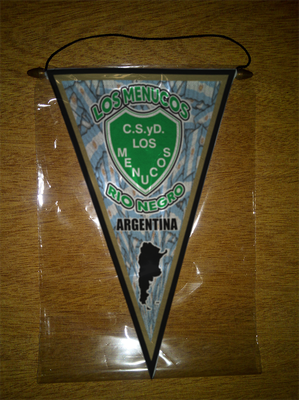 LOS MENUCOS
C.S.yD.
LOS
MENUCOS
RIO NEGRO
ARGENTINA